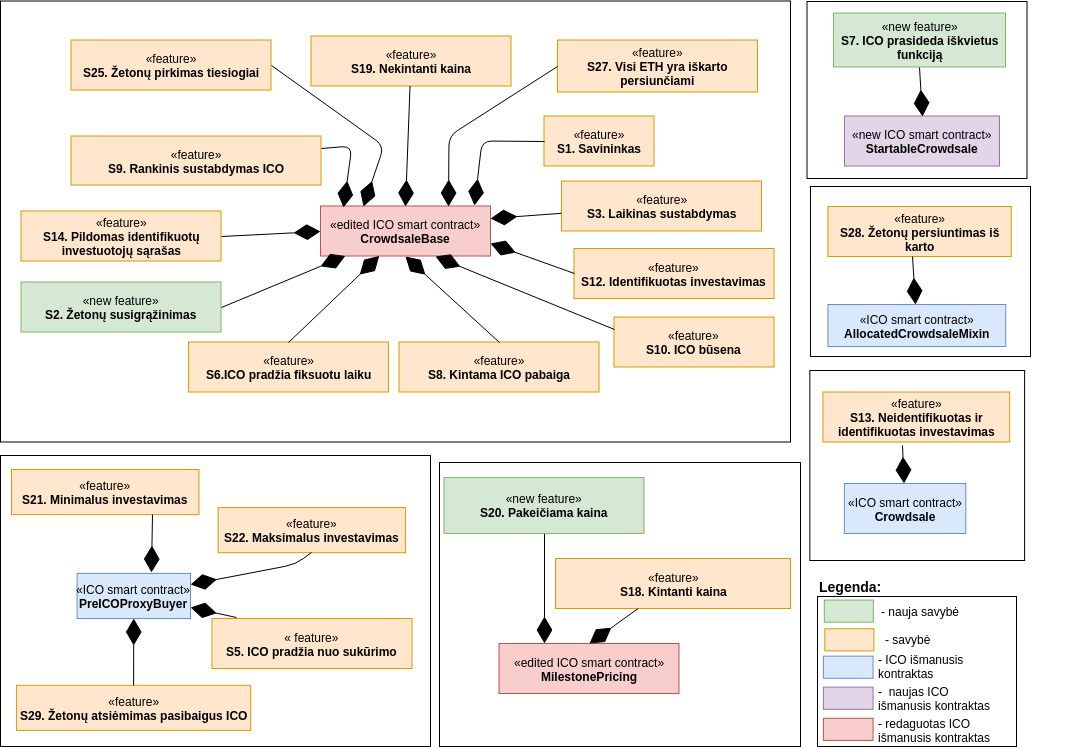 «feature»
S25. Žetonų pirkimas tiesiogiai
«feature»
S19. Nekintanti kaina
«feature»
S27. Visi ETH yra iškarto
persiunčiami
«feature»
S9. Rankinis sustabdymas ICO
«feature»
S1. Savininkas
«feature»
S3. Laikinas sustabdymas
«edited ICO smart contract»
CrowdsaleBase
«feature»
S14. Pildomas identifikuotų
investuotojų sąrašas
«feature»
S12. Identifikuotas investavimas
«new feature»
S2. Žetonų susigrąžinimas
«feature»
S10. ICO būsena
«feature»
S6.ICO pradžia fiksuotu laiku
«feature»
S8. Kintama ICO pabaiga
«new feature»
S7. ICO prasideda iškvietus
funkciją
«new ICO smart contract»
StartableCrowdsale
«feature»
S28. Žetonų persiuntimas iš
karto
«ICO smart contract»
AllocatedCrowdsaleMixin
«feature»
S13. Neidentifikuotas ir
identifikuotas investavimas
«ICO smart contract»
Crowdsale
«feature»
S21. Minimalus investavimas
«feature»
S22. Maksimalus investavimas
«ICO smart contract»
PreICOProxyBuyer
« feature»
S5. ICO pradžia nuo sukūrimo
«feature»
S29. Žetonų atsiėmimas pasibaigus ICO
«new feature»
S20. Pakeičiama kaina
«feature»
S18. Kintanti kaina
«edited ICO smart contract»
MilestonePricing
Legenda:
- nauja savybė
- savybė
- ICO išmanusis
kontraktas
- naujas ICO
išmanusis kontraktas
- redaguotas ICO
išmanusis kontraktas